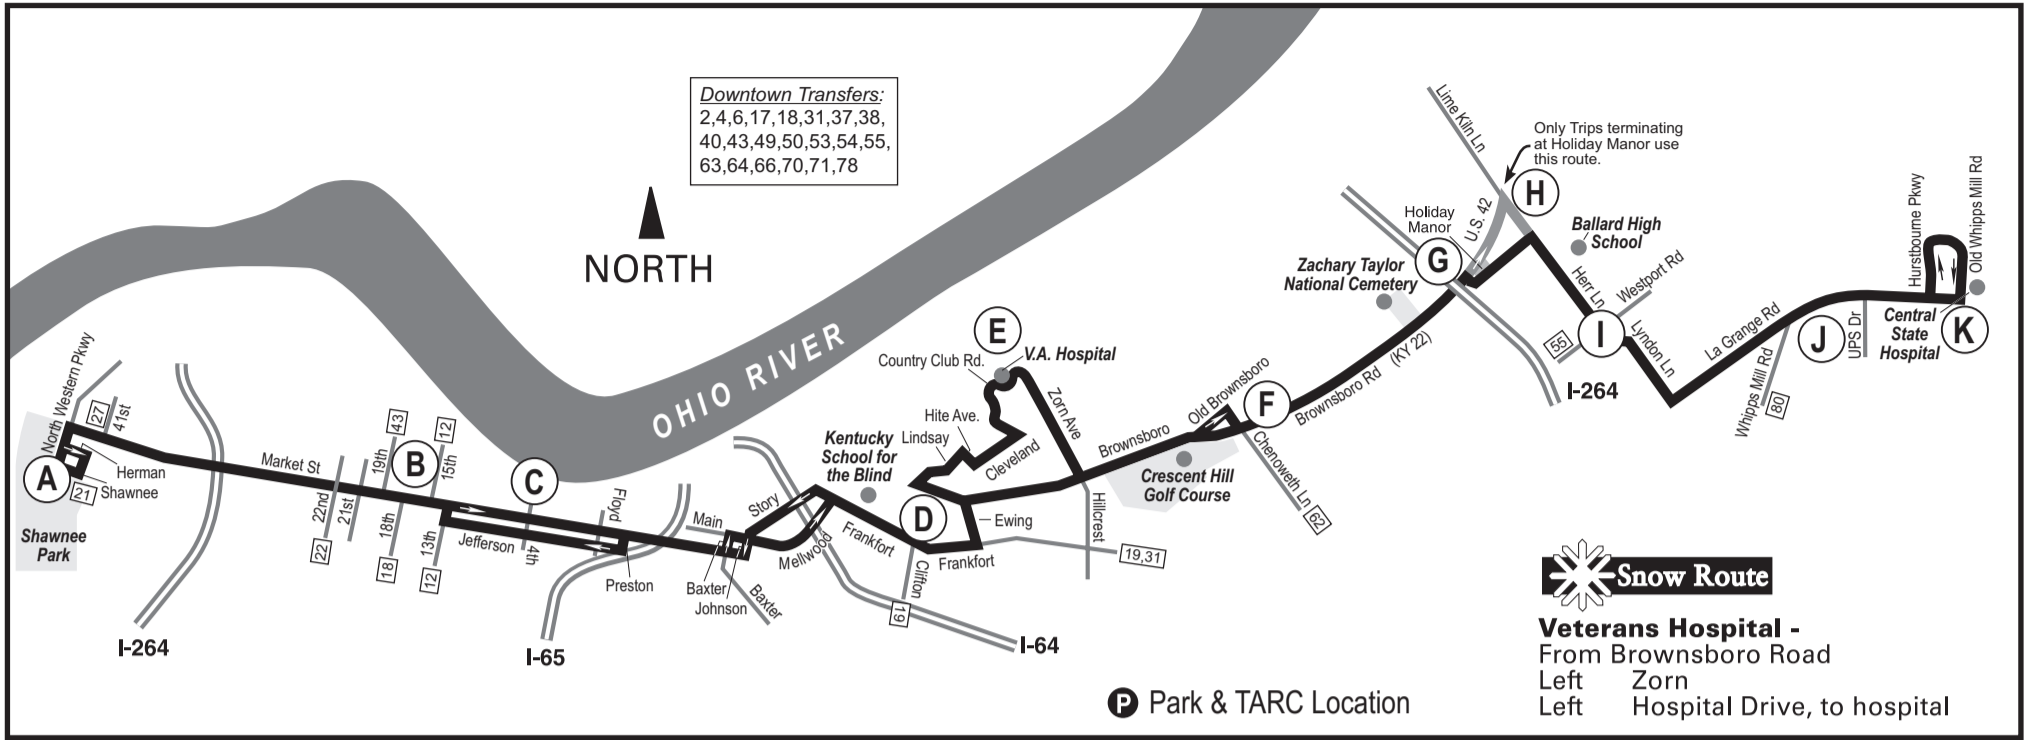 Downtown Transfers:
2,4,6,17,18,31,37,38,
40,43,49,50,53,54,55,
63,64,66,70,71,78
NORTH
OHIO RIVER
North Western Pkwy
27
41st
A
Herman
Shawnee
21
Shawnee
Park
I-264
Market St
22nd
21st
22
43
19th
18th
18
B
12
15th
13th
12
C
Jefferson
4th
Floyd
Preston
I-65
Main
Baxter
Johnson
Baxter
Story
Mellwood
Kentucky
School for
the Blind
Frankfort
D
Clifton
19
Frankfort
Ewing
I-64
Lindsay
Hite Ave.
Cleveland
Country Club Rd.
E
V.A. Hospital
Zorn Ave
Hillcrest
19,31
Brownsboro
Old Brownsboro
Crescent Hill
Golf Course
F
Chenoweth Ln
62
Brownsboro Rd
(KY 22)
Zachary Taylor
National Cemetery
G
Holiday
Manor
U.S. 42
Lime Kiln Ln
Only Trips terminating
at Holiday Manor use
this route.
H
Ballard High
School
Herr Ln
Westport Rd
55
I
I-264
Lyndon Ln
La Grange Rd
Whipps Mill Rd
80
J
UPS Dr
Hurstbourne Pkwy
Old Whipps Mill Rd
Central
State
Hospital
K
Snow Route
Veterans Hospital -
From Brownsboro Road
Left Zorn
Left Hospital Drive, to hospital
P Park & TARC Location